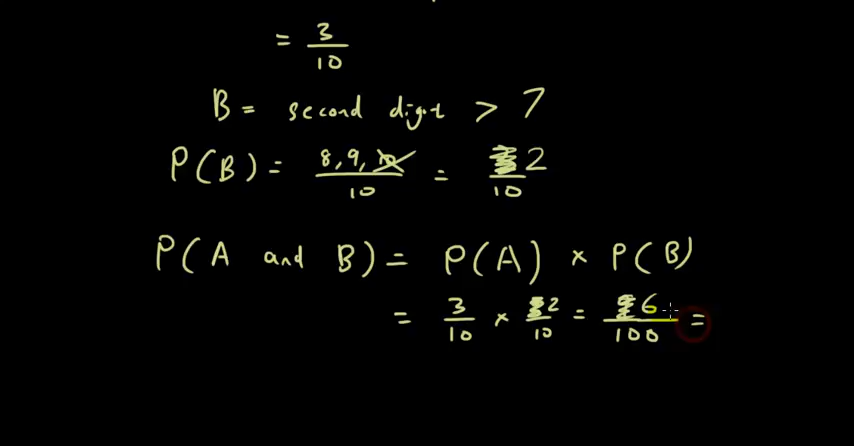 = 3/10
B = second digit > 7
P(B) = 8, 9, 10/10 = 2/10
P(A and B) = P(A) × P(B)
= 3/10 × 2/10 = 6/100 =